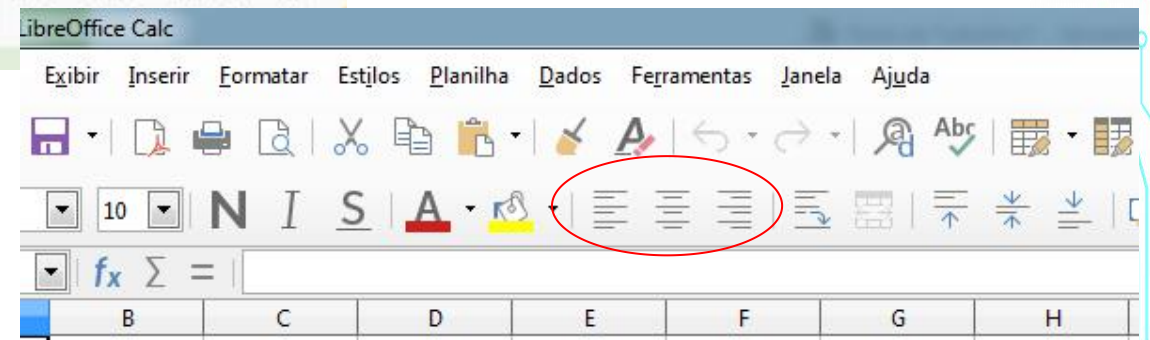 LibreOffice Calc
Exibir Inserir Formatar Estilos Planilha Dados Ferramentas Janela Ajuda
Abc
10 N I S A
fx Σ =
B C D E F G H